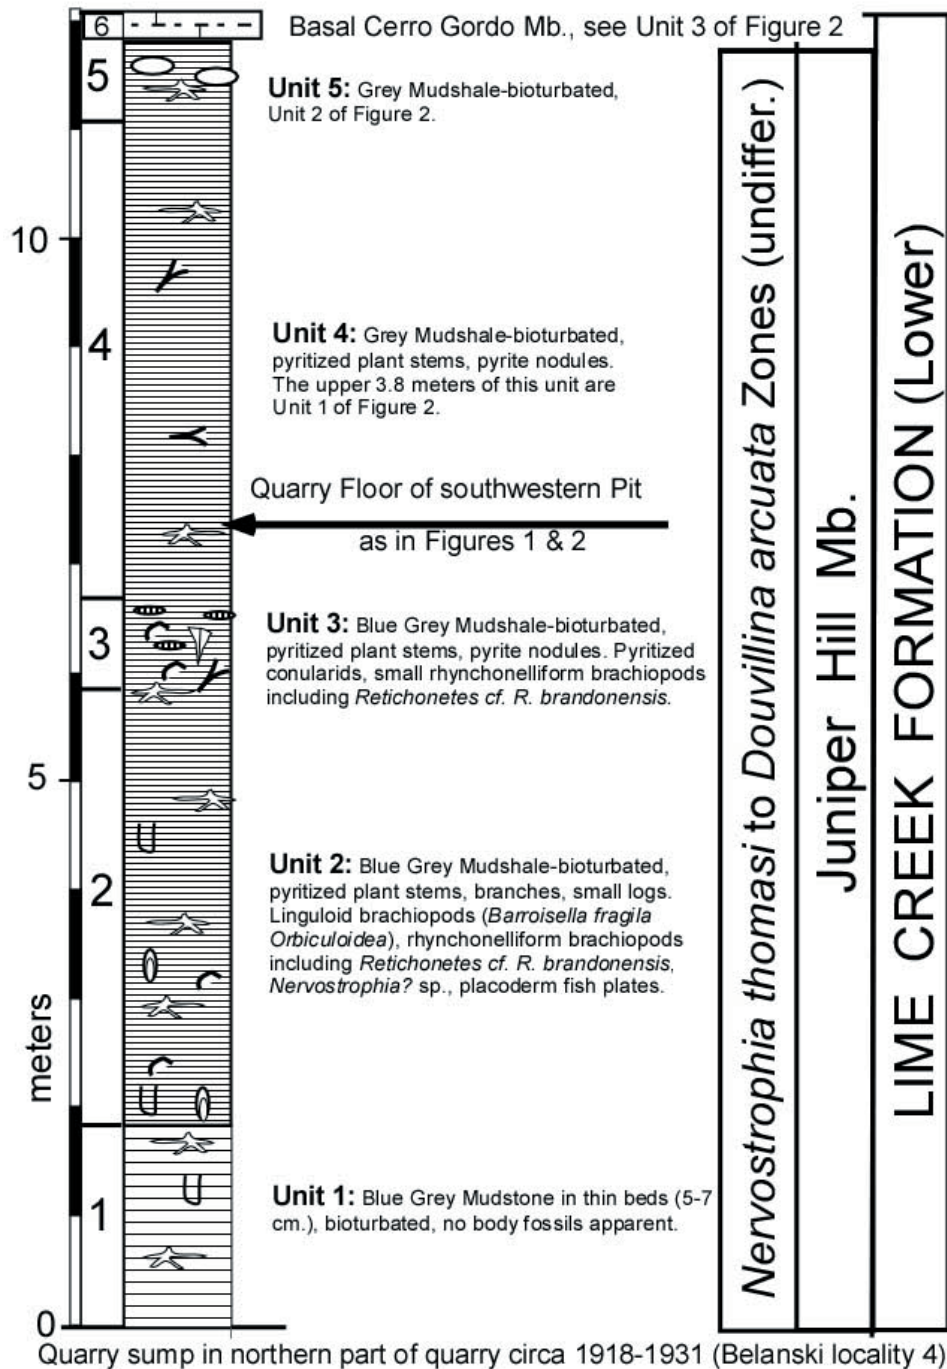 6
Basal Cerro Gordo Mb., see Unit 3 of Figure 2
5
Unit 5: Grey Mudshale-bioturbated,
Unit 2 of Figure 2.
10
4
Unit 4: Grey Mudshale-bioturbated,
pyritized plant stems, pyrite nodules.
The upper 3.8 meters of this unit are
Unit 1 of Figure 2.
Quarry Floor of southwestern Pit
as in Figures 1 & 2
3
Unit 3: Blue Grey Mudshale-bioturbated,
pyritized plant stems, pyrite nodules. Pyritized
conularids, small rhynchonelliform brachiopods
including Retichonetes cf. R. brandonensis.
5
2
Unit 2: Blue Grey Mudshale-bioturbated,
pyritized plant stems, branches, small logs.
Linguloid brachiopods (Barroisella fragila
Orbiculoidea), rhynchonelliform brachiopods
including Retichonetes cf. R. brandonensis,
Nervostrophia? sp., placoderm fish plates.
meters
1
Unit 1: Blue Grey Mudstone in thin beds (5-7
cm.), bioturbated, no body fossils apparent.
0
Nervostrophia thomasi to Douvillina arcuata Zones (undiffer.)
Juniper Hill Mb.
LIME CREEK FORMATION (Lower)
Quarry sump in northern part of quarry circa 1918-1931 (Belanski locality 4)